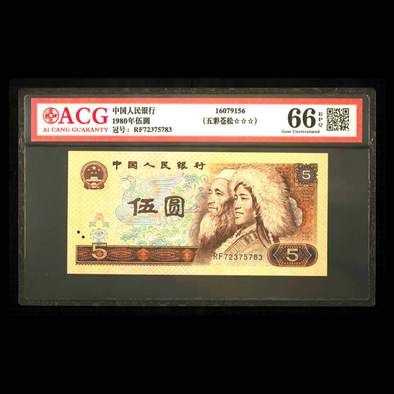 ACG
AI CANG GUARANTY
中国人民银行
1980年伍圆
冠号: RF72375783
16079156
(五彩苍松☆☆☆)
66 EPQ
Gem Uncirculated
中国人民银行
5
伍圆
5
RF72375783
5